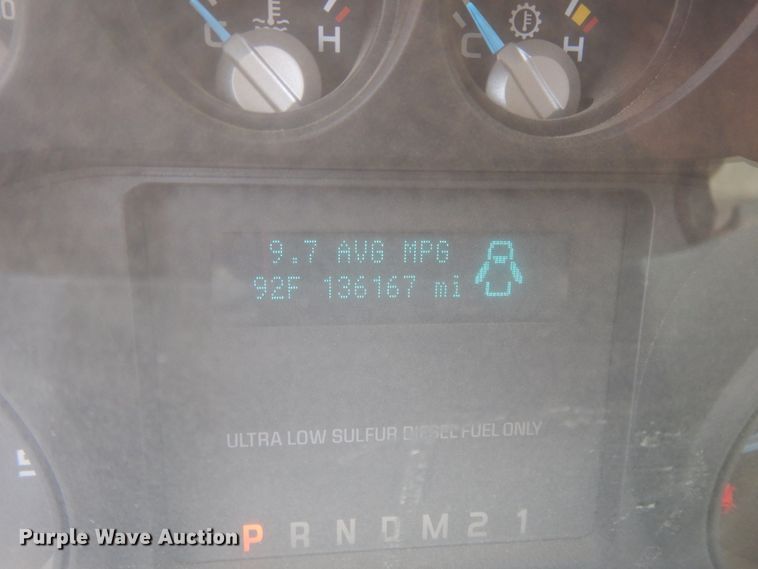 C H
C H
9.7 AVG MPG
92F 136167 mi
ULTRA LOW SULFUR DIESEL FUEL ONLY
P R N D M 2 1
Purple Wave Auction